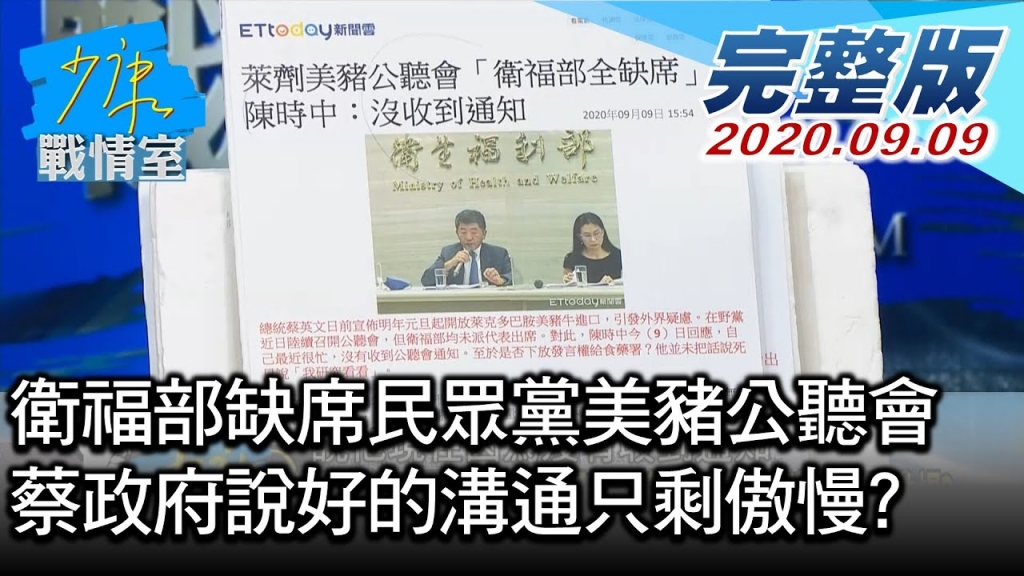 少康
戰情室
ETtoday新聞雲
完整版
2020.09.09
萊劑美豬公聽會「衛福部全缺席」
陳時中：沒收到通知
2020年09月09日 15:54
衛生福利部
Ministry of Health and Welfare
ETtoday新聞雲
總統蔡英文日前宣佈明年元旦起開放萊克多巴胺美豬牛進口，引發外界疑慮。在野黨
近日陸續召開公聽會，但衛福部均未派代表出席。對此，陳時中今（9）日回應，自
己最近很忙，沒有收到公聽會通知。至於是否下放發言權給食藥署？他並未把話說死
出
衛福部缺席民眾黨美豬公聽會
蔡政府說好的溝通只剩傲慢?